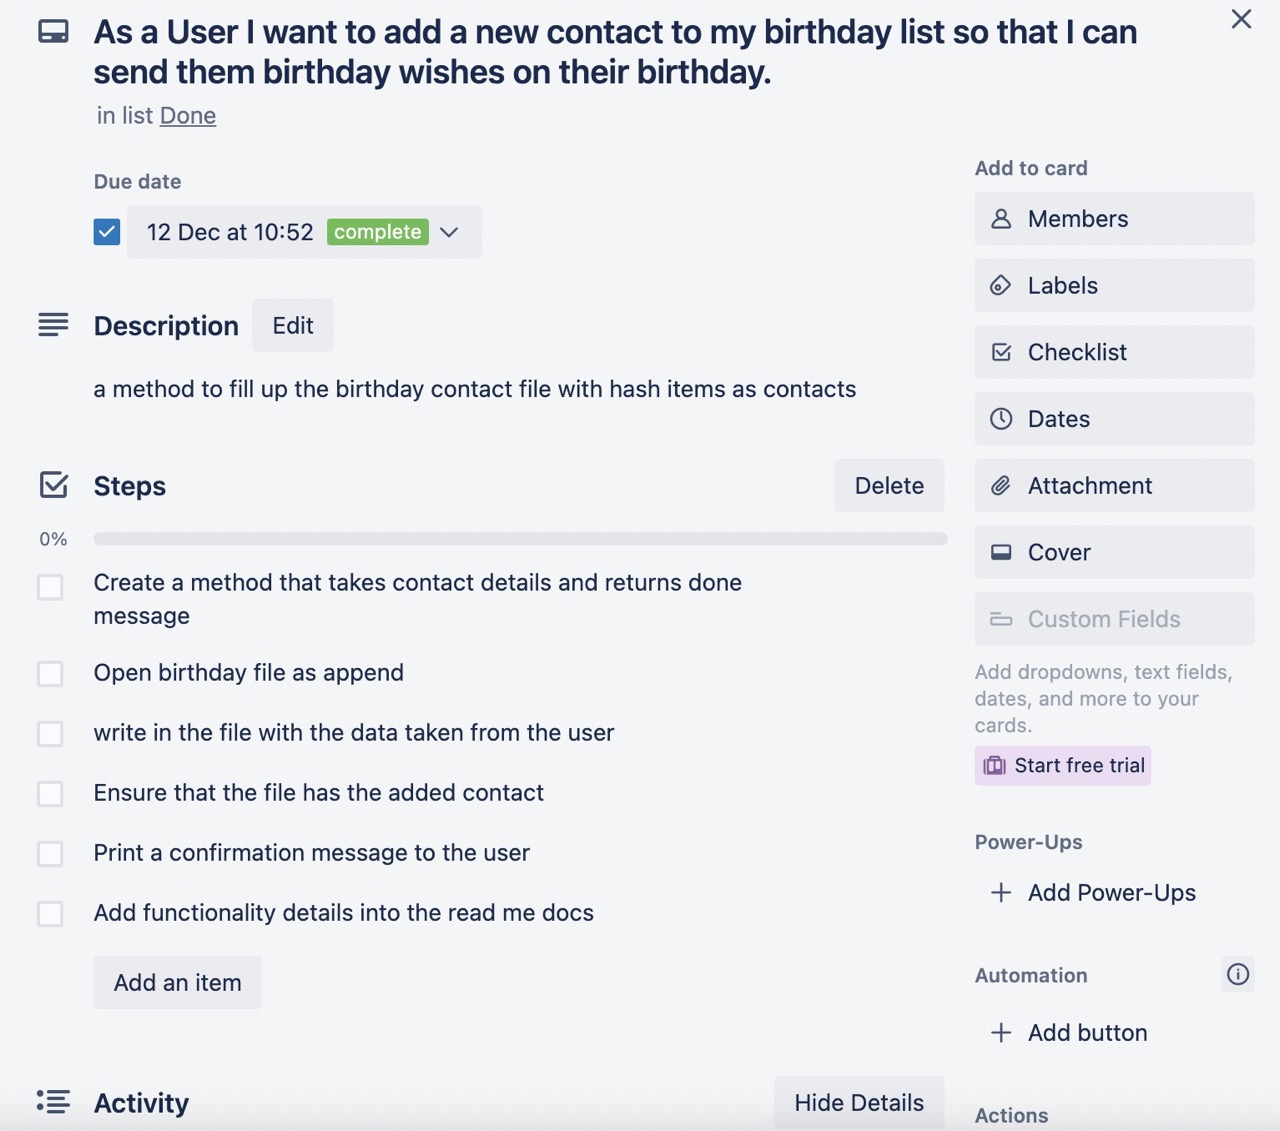 As a User I want to add a new contact to my birthday list so that I can
send them birthday wishes on their birthday.
in list Done
Due date
12 Dec at 10:52 complete
Description Edit
a method to fill up the birthday contact file with hash items as contacts
Steps Delete
0%
Create a method that takes contact details and returns done
message
Open birthday file as append
write in the file with the data taken from the user
Ensure that the file has the added contact
Print a confirmation message to the user
Add functionality details into the read me docs
Add an item
Activity Hide Details
Add to card
Members
Labels
Checklist
Dates
Attachment
Cover
Custom Fields
Add dropdowns, text fields,
dates, and more to your
cards.
Start free trial
Power-Ups
Add Power-Ups
Automation
Add button
Actions